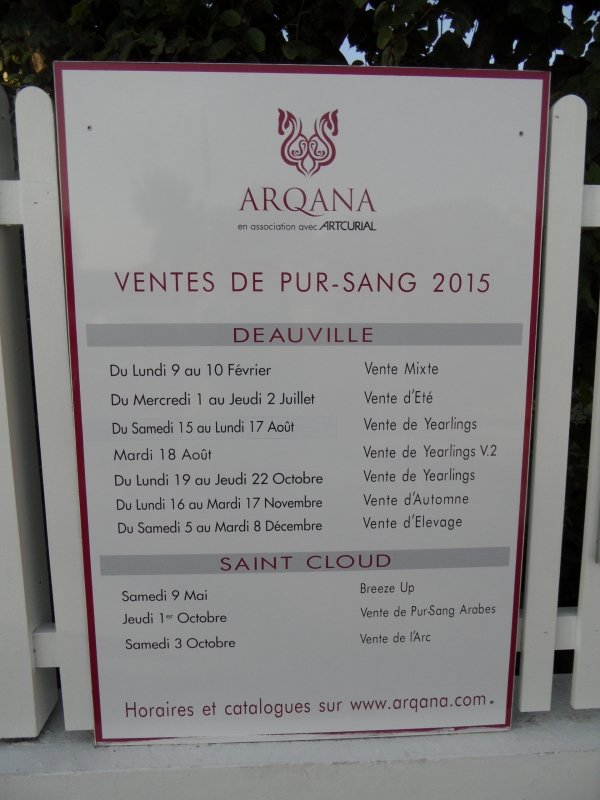 ARQANA
en association avec ARTCURIAL
VENTES DE PUR-SANG 2015
DEAUVILLE
Du Lundi 9 au 10 Février Vente Mixte
Du Mercredi 1 au Jeudi 2 Juillet Vente d'Eté
Du Samedi 15 au Lundi 17 Août Vente de Yearlings
Mardi 18 Août Vente de Yearlings V.2
Du Lundi 19 au Jeudi 22 Octobre Vente de Yearlings
Du Lundi 16 au Mardi 17 Novembre Vente d'Automne
Du Samedi 5 au Mardi 8 Décembre Vente d'Elevage
SAINT CLOUD
Samedi 9 Mai Breeze Up
Jeudi 1er Octobre Vente de Pur-Sang Arabes
Samedi 3 Octobre Vente de l'Arc
Horaires et catalogues sur www.arqana.com.